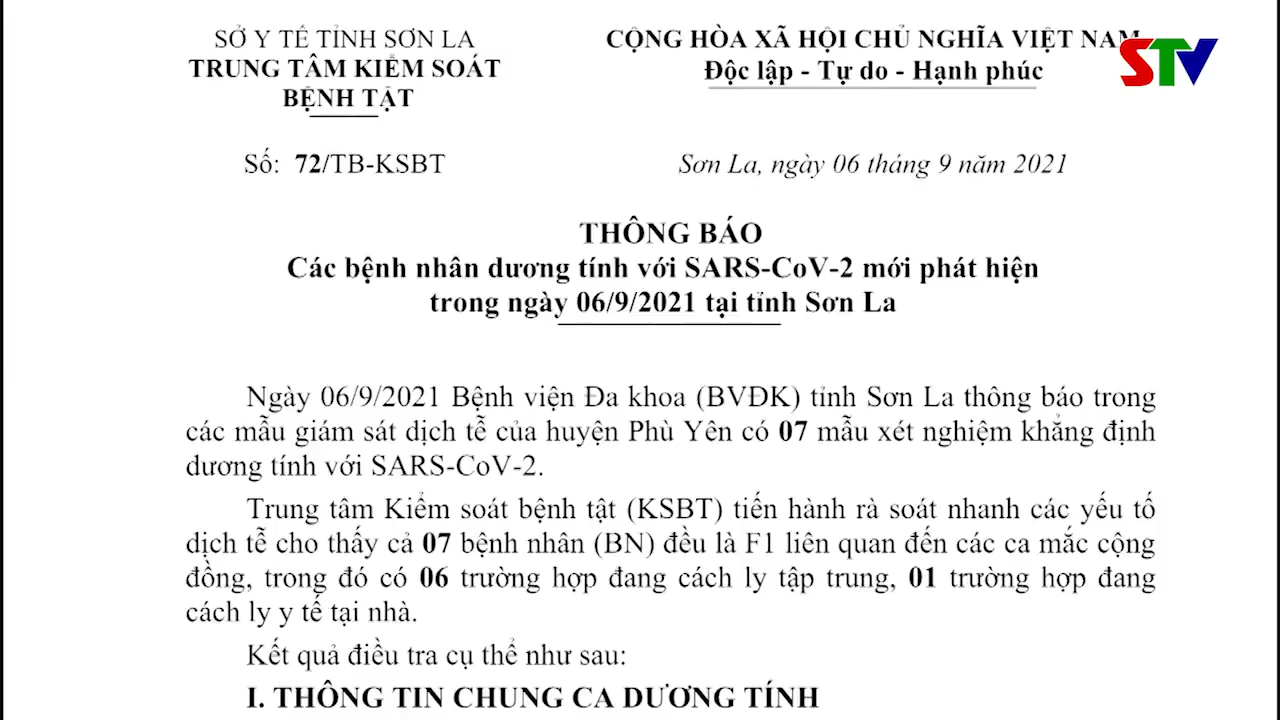 SỞ Y TẾ TỈNH SƠN LA
TRUNG TÂM KIỂM SOÁT
BỆNH TẬT
CỘNG HÒA XÃ HỘI CHỦ NGHĨA VIỆT NAM
Độc lập - Tự do - Hạnh phúc
STV
Số: 72/TB-KSBT
Sơn La, ngày 06 tháng 9 năm 2021
THÔNG BÁO
Các bệnh nhân dương tính với SARS-CoV-2 mới phát hiện
trong ngày 06/9/2021 tại tỉnh Sơn La
Ngày 06/9/2021 Bệnh viện Đa khoa (BVĐK) tỉnh Sơn La thông báo trong
các mẫu giám sát dịch tễ của huyện Phù Yên có 07 mẫu xét nghiệm khẳng định
dương tính với SARS-CoV-2.
Trung tâm Kiểm soát bệnh tật (KSBT) tiến hành rà soát nhanh các yếu tố
dịch tễ cho thấy cả 07 bệnh nhân (BN) đều là F1 liên quan đến các ca mắc cộng
đồng, trong đó có 06 trường hợp đang cách ly tập trung, 01 trường hợp đang
cách ly y tế tại nhà.
Kết quả điều tra cụ thể như sau:
I. THÔNG TIN CHUNG CA DƯƠNG TÍNH